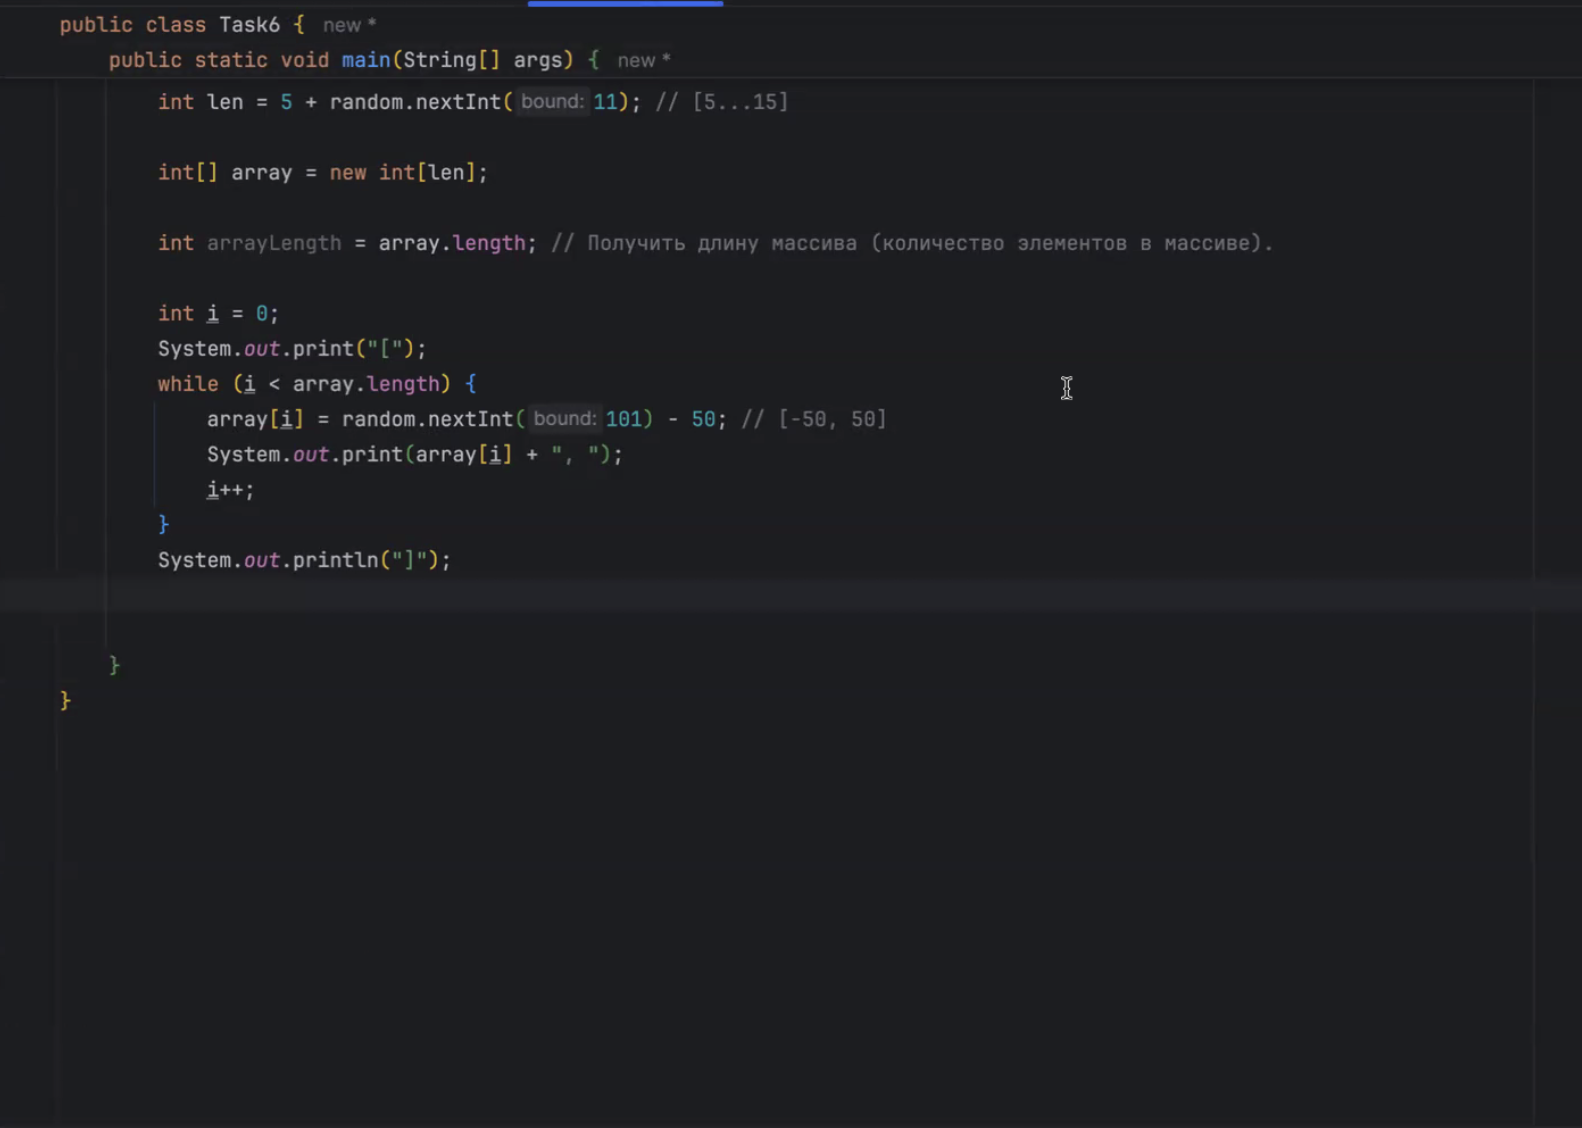 public class Task6 { new *
public static void main(String[] args) { new *
int len = 5 + random.nextInt( bound: 11); // [5...15]
int[] array = new int[len];
int arrayLength = array.length; // Получить длину массива (количество элементов в массиве).
int i = 0;
System.out.print("[");
while (i < array.length) {
array[i] = random.nextInt( bound: 101) - 50; // [-50, 50]
System.out.print(array[i] + ", ");
i++;
}
System.out.println("]");
}
}